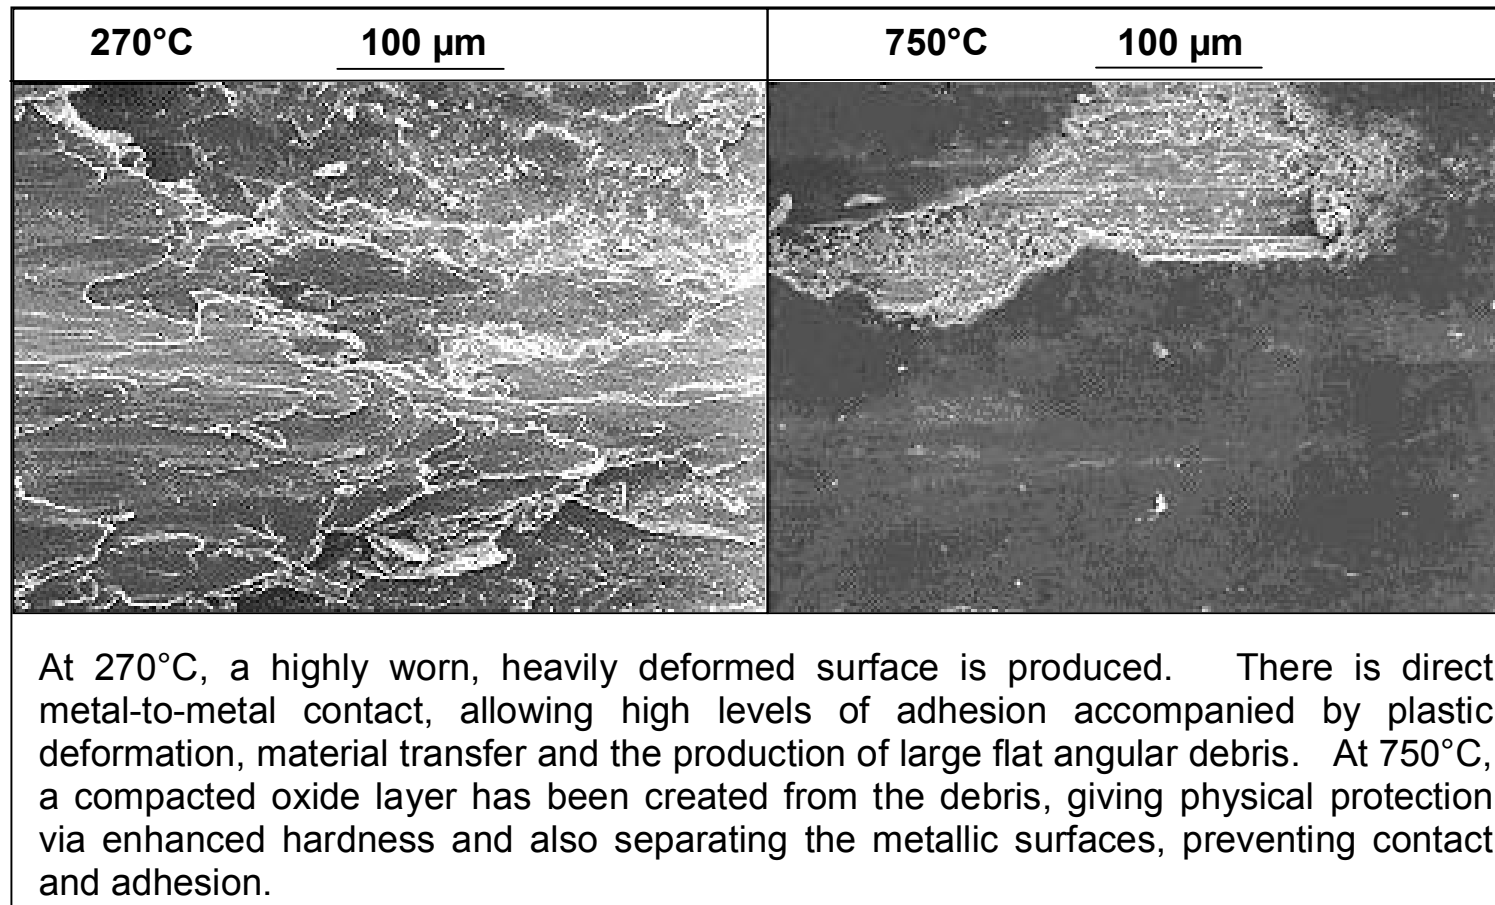 270°C 100 µm 750°C 100 µm
At 270°C, a highly worn, heavily deformed surface is produced. There is direct
metal-to-metal contact, allowing high levels of adhesion accompanied by plastic
deformation, material transfer and the production of large flat angular debris. At 750°C,
a compacted oxide layer has been created from the debris, giving physical protection
via enhanced hardness and also separating the metallic surfaces, preventing contact
and adhesion.